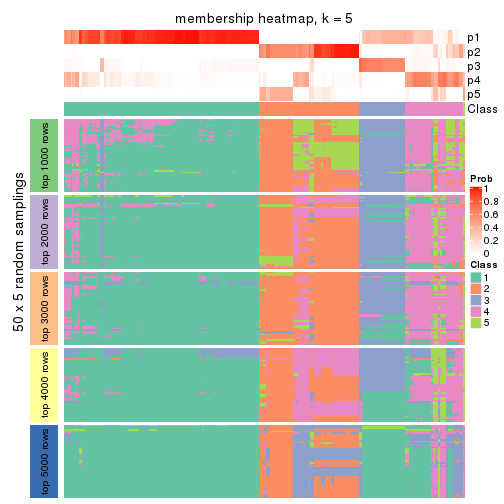 membership heatmap, k = 5
p1
p2
p3
p4
p5
Class
50 x 5 random samplings
top 1000 rows
top 2000 rows
top 3000 rows
top 4000 rows
top 5000 rows
Prob
1
0.8
0.6
0.4
0.2
0
Class
1
2
3
4
5